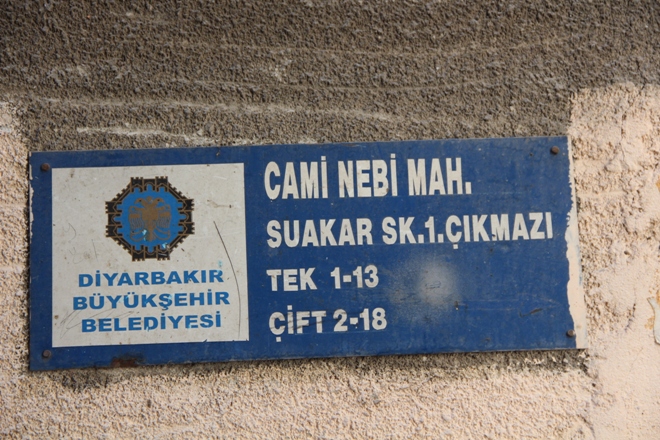 DİYARBAKIR
BÜYÜKŞEHİR
BELEDİYESİ
CAMİ NEBİ MAH.
SUAKAR SK.1.ÇIKMAZI
TEK 1-13
ÇİFT 2-18